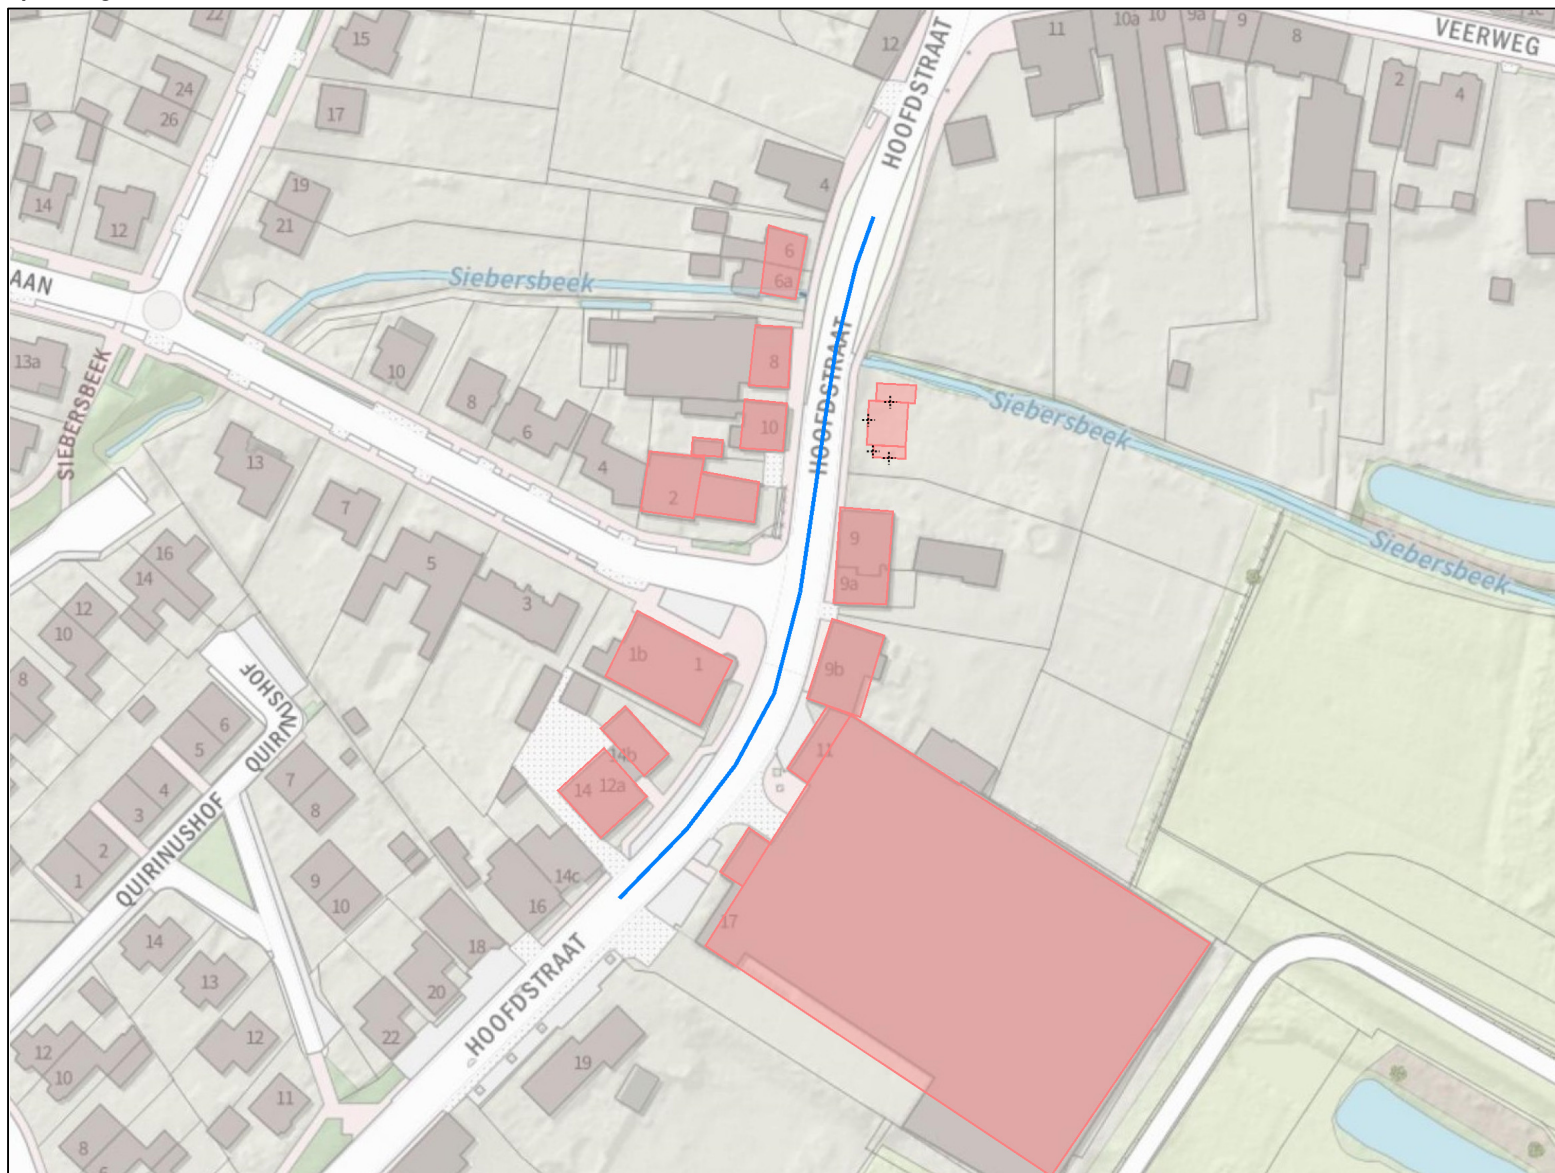 22
15
12
11
10a
10
9a
9
8
VEERWEG
24
26
17
HOOFDSTRAAT
2
4
4
19
21
14
12
6
6a
Siebersbeek
AAN
13a
SIEBERSBEEK
10
8
HOOFDSTRAAT
Siebersbeek
8
6
10
4
13
2
7
9
Siebersbeek
16
14
5
9a
12
10
3
1b
1
9b
8
QUIRINUSHOF
6
5
14b
11
7
4
8
3
14
12a
QUIRINUSHOF
2
1
9
10
14c
16
17
14
18
13
20
HOOFDSTRAAT
12
22
12
10
19
11
8
6